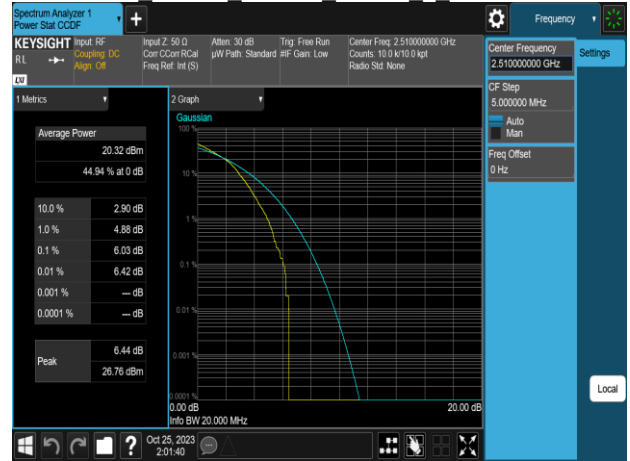 Spectrum Analyzer 1
Power Stat CCDF
Frequency
KEYSIGHT
RL
LXI
Input: RF
Coupling: DC
Align: Off
Input Z: 50 Ω
Corr CCorr RCal
Freq Ref: Int (S)
Atten: 30 dB
µW Path: Standard
Trig: Free Run
#IF Gain: Low
Center Freq: 2.510000000 GHz
Counts: 10.0 k/10.0 kpt
Radio Std: None
Center Frequency
2.510000000 GHz
Settings
CF Step
5.000000 MHz
Auto
Man
Freq Offset
0 Hz
Local
1 Metrics
Average Power
20.32 dBm
44.94 % at 0 dB
10.0 % 2.90 dB
1.0 % 4.88 dB
0.1 % 6.03 dB
0.01 % 6.42 dB
0.001 % --- dB
0.0001 % --- dB
Peak
6.44 dB
26.76 dBm
2 Graph
Gaussian
100 %
10 %
1 %
0.1 %
0.01 %
0.001 %
0.0001 %
0.00 dB 20.00 dB
Info BW 20.000 MHz
?
Oct 25, 2023
2:01:40